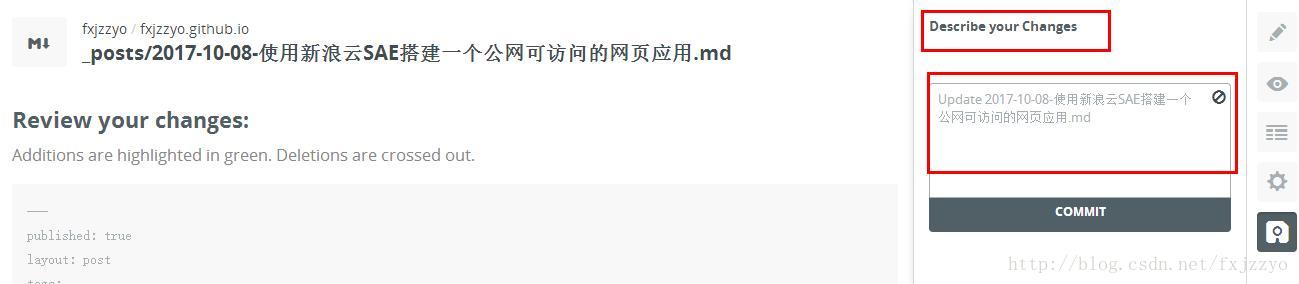 M↓
fxjzzyo / fxjzzyo.github.io
_posts/2017-10-08-使用新浪云SAE搭建一个公网可访问的网页应用.md
Review your changes:
Additions are highlighted in green. Deletions are crossed out.
---
published: true
layout: post
tags:
Describe your Changes
Update 2017-10-08-使用新浪云SAE搭建一个
公网可访问的网页应用.md
COMMIT
http://blog.csdn.net/fxjzzyo